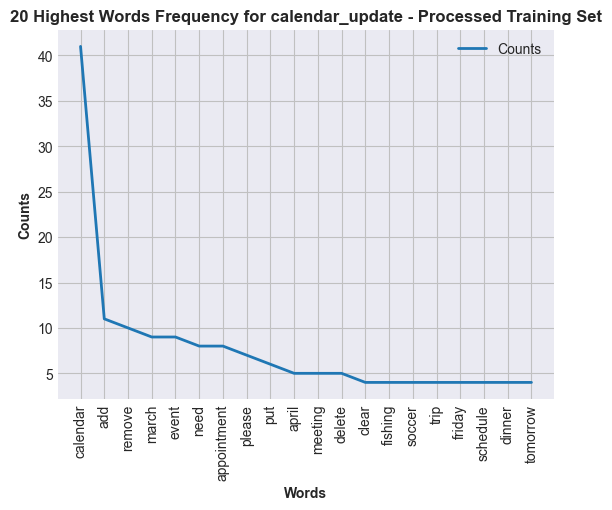 20 Highest Words Frequency for calendar_update - Processed Training Set
Counts
40
35
30
25
20
15
10
5
Counts
calendar
add
remove
march
event
need
appointment
please
put
april
meeting
delete
clear
fishing
soccer
trip
friday
schedule
dinner
tomorrow
Words